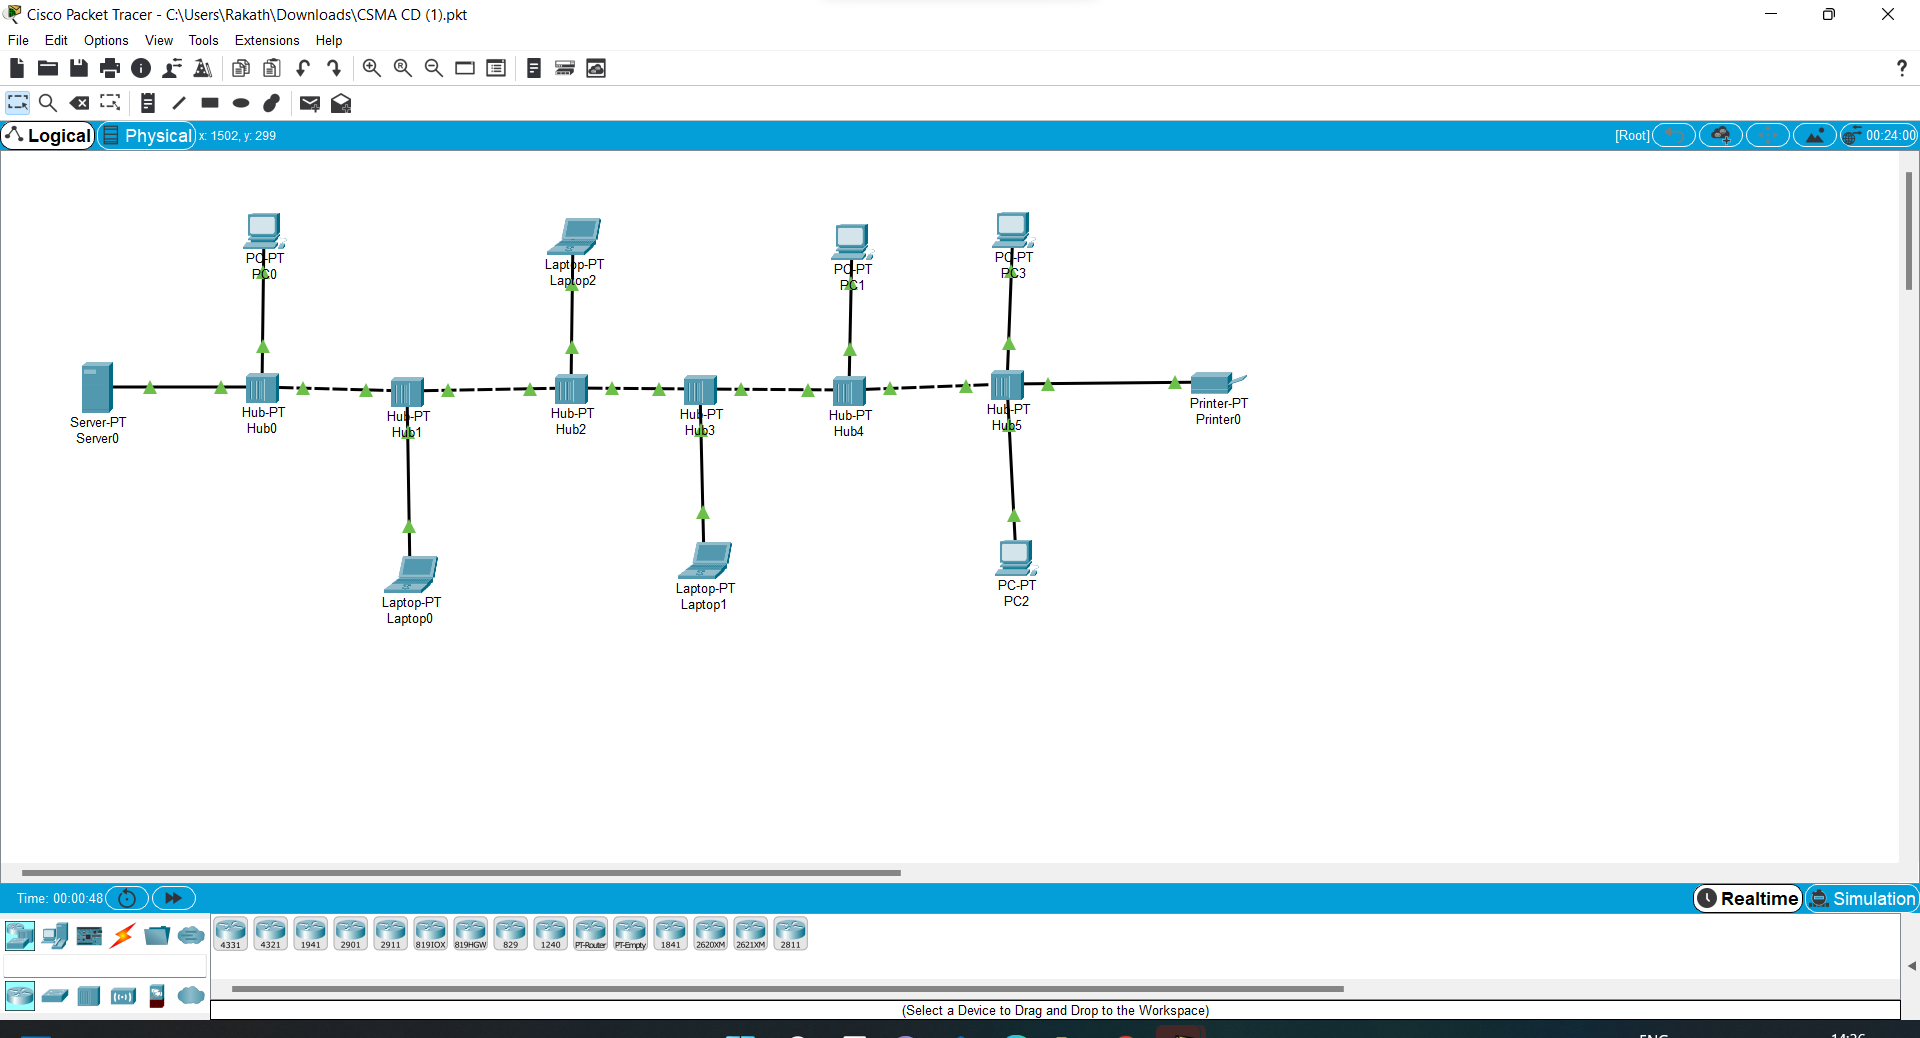 Cisco Packet Tracer - C:\Users\Rakath\Downloads\CSMA CD (1).pkt
File Edit Options View Tools Extensions Help
?
Logical Physical x: 1502, y: 299 [Root] 00:24:00
PC-PT
PC0
Laptop-PT
Laptop2
PC-PT
PC1
PC-PT
PC3
Server-PT
Server0
Hub-PT
Hub0
Hub-PT
Hub1
Hub-PT
Hub2
Hub-PT
Hub3
Hub-PT
Hub4
Hub-PT
Hub5
Printer-PT
Printer0
Laptop-PT
Laptop0
Laptop-PT
Laptop1
PC-PT
PC2
Time: 00:00:48 Realtime Simulation
4331 4321 1941 2901 2911 819IOX 819HGW 829 1240 PT-Router PT-Empty 1841 2620XM 2621XM 2811
(Select a Device to Drag and Drop to the Workspace)